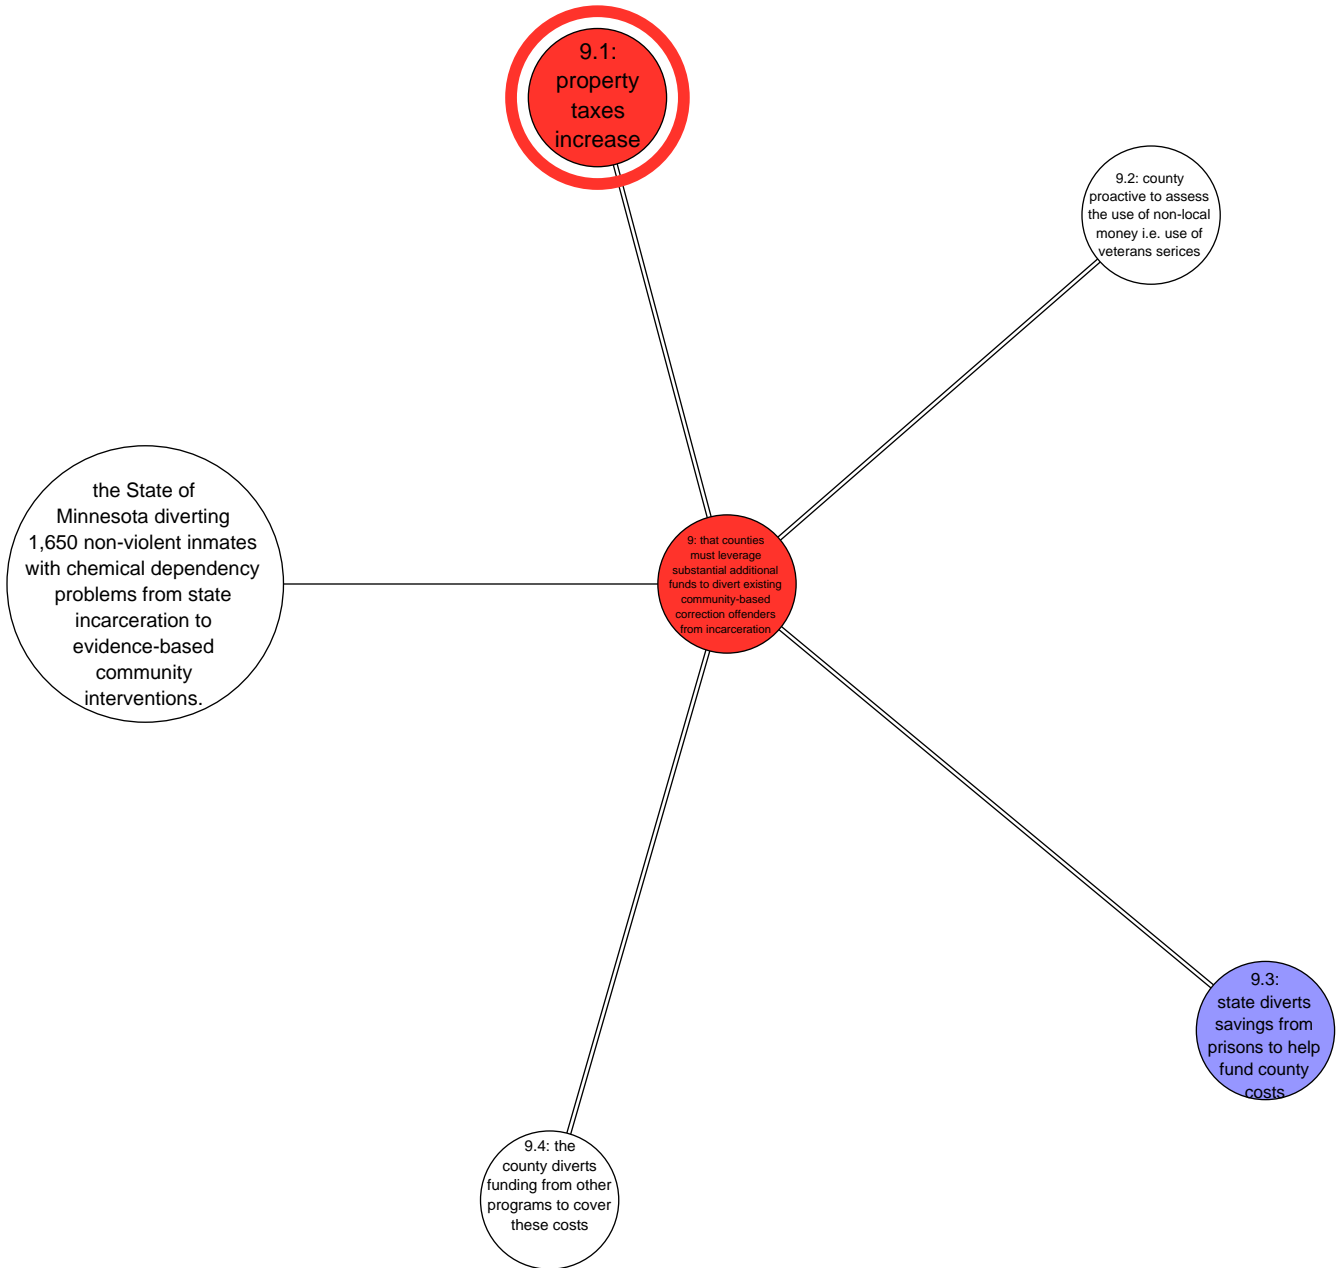 9.1:
property
taxes
increase
9.2: county
proactive to assess
the use of non-local
money i.e. use of
veterans serices
the State of
Minnesota diverting
1,650 non-violent inmates
with chemical dependency
problems from state
incarceration to
evidence-based
community
interventions.
9: that counties
must leverage
substantial additional
funds to divert existing
community-based
correction offenders
from incarceration
9.3:
state diverts
savings from
prisons to help
fund county
costs
9.4: the
county diverts
funding from other
programs to cover
these costs